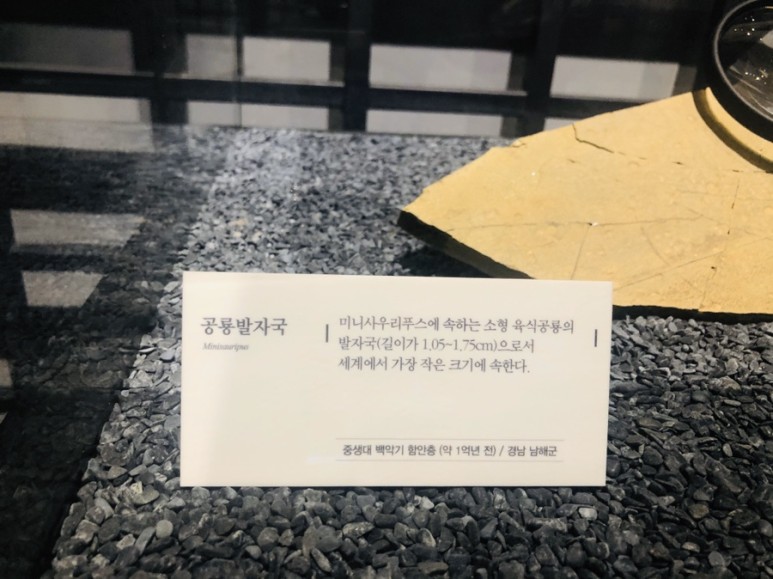 공룡발자국
Minisauripus
미니사우리푸스에 속하는 소형 육식공룡의
발자국(길이가 1.05~1.75cm)으로서
세계에서 가장 작은 크기에 속한다.
중생대 백악기 함안층 (약 1억년 전) / 경남 남해군